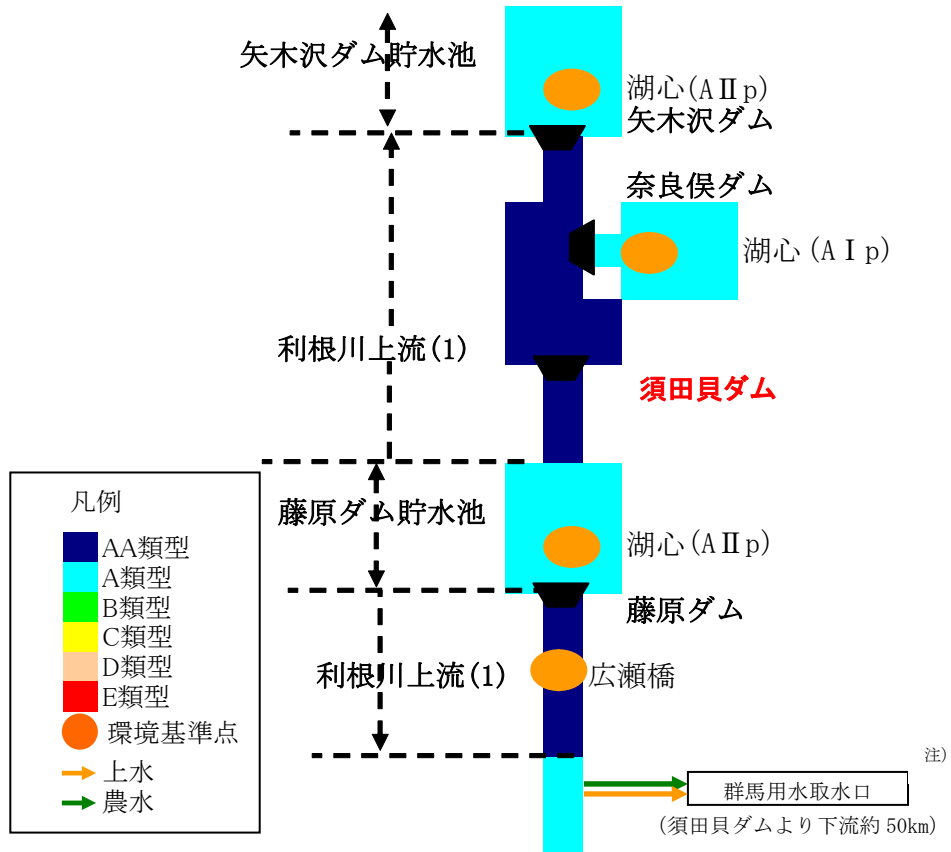 矢木沢ダム貯水池
湖心(AⅡp)
矢木沢ダム
奈良俣ダム
湖心(AⅠp)
利根川上流(1)
須田貝ダム
藤原ダム貯水池
湖心(AⅡp)
藤原ダム
利根川上流(1)
広瀬橋
凡例
AA類型
A類型
B類型
C類型
D類型
E類型
環境基準点
上水
農水
注)
群馬用水取水口
(須田貝ダムより下流約50km)